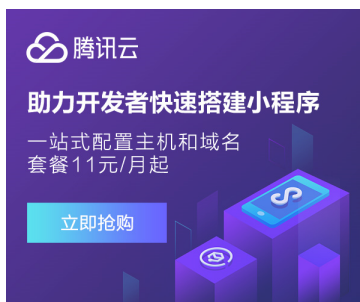 腾讯云
助力开发者快速搭建小程序
一站式配置主机和域名
套餐11元/月起
立即抢购